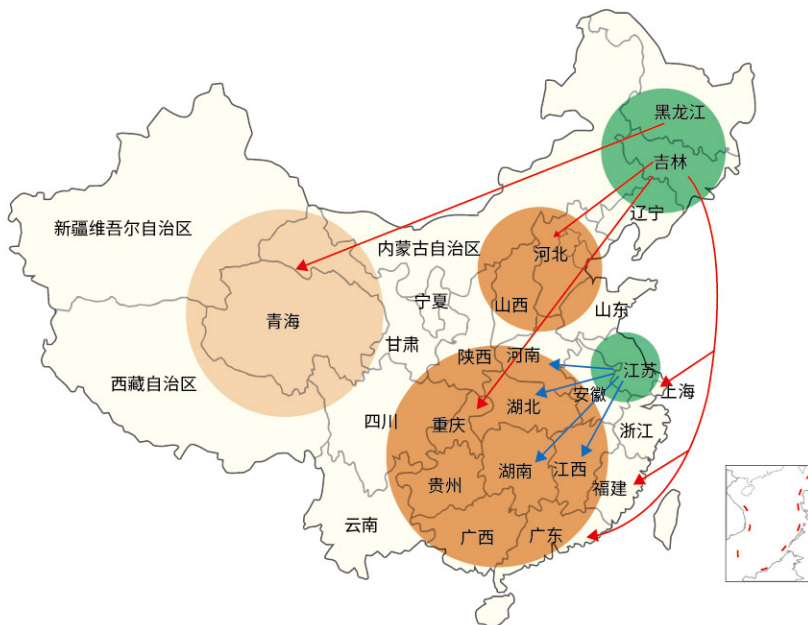 黑龙江
吉林
辽宁
新疆维吾尔自治区
内蒙古自治区
河北
宁夏
山西
山东
青海
甘肃
陕西
河南
江苏
西藏自治区
安徽
上海
四川
重庆
湖北
浙江
贵州
湖南
江西
福建
云南
广西
广东